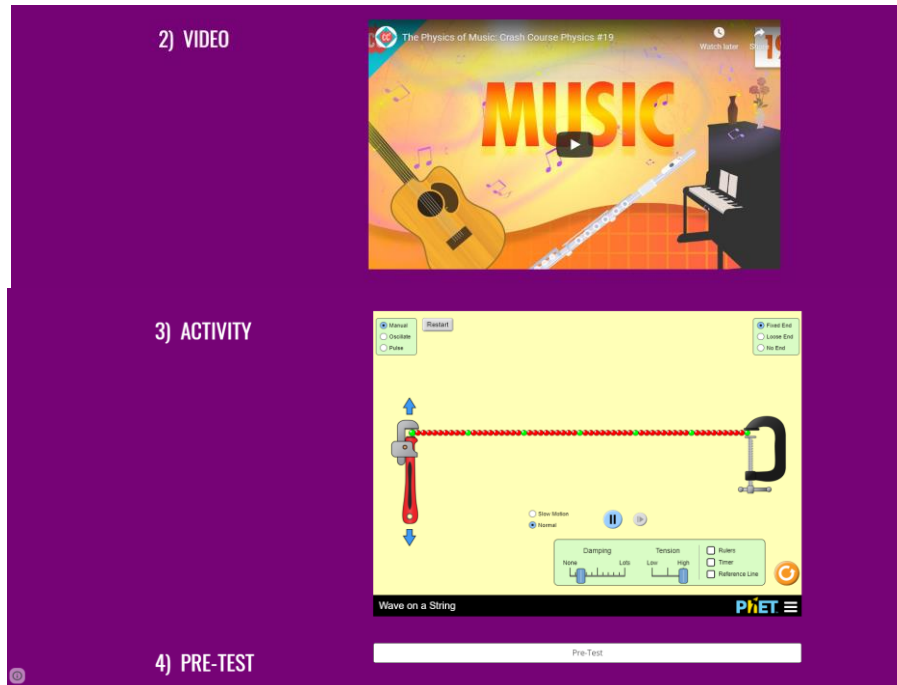 2) VIDEO
The Physics of Music: Crash Course Physics #19
Watch later
MUSIC
3) ACTIVITY
Manual
Oscillate
Pulse
Restart
Fixed End
Loose End
No End
Slow Motion
Normal
Damping
None
Lots
Tension
Low
High
Rulers
Timer
Reference Line
Wave on a String
PhET
4) PRE-TEST
Pre-Test